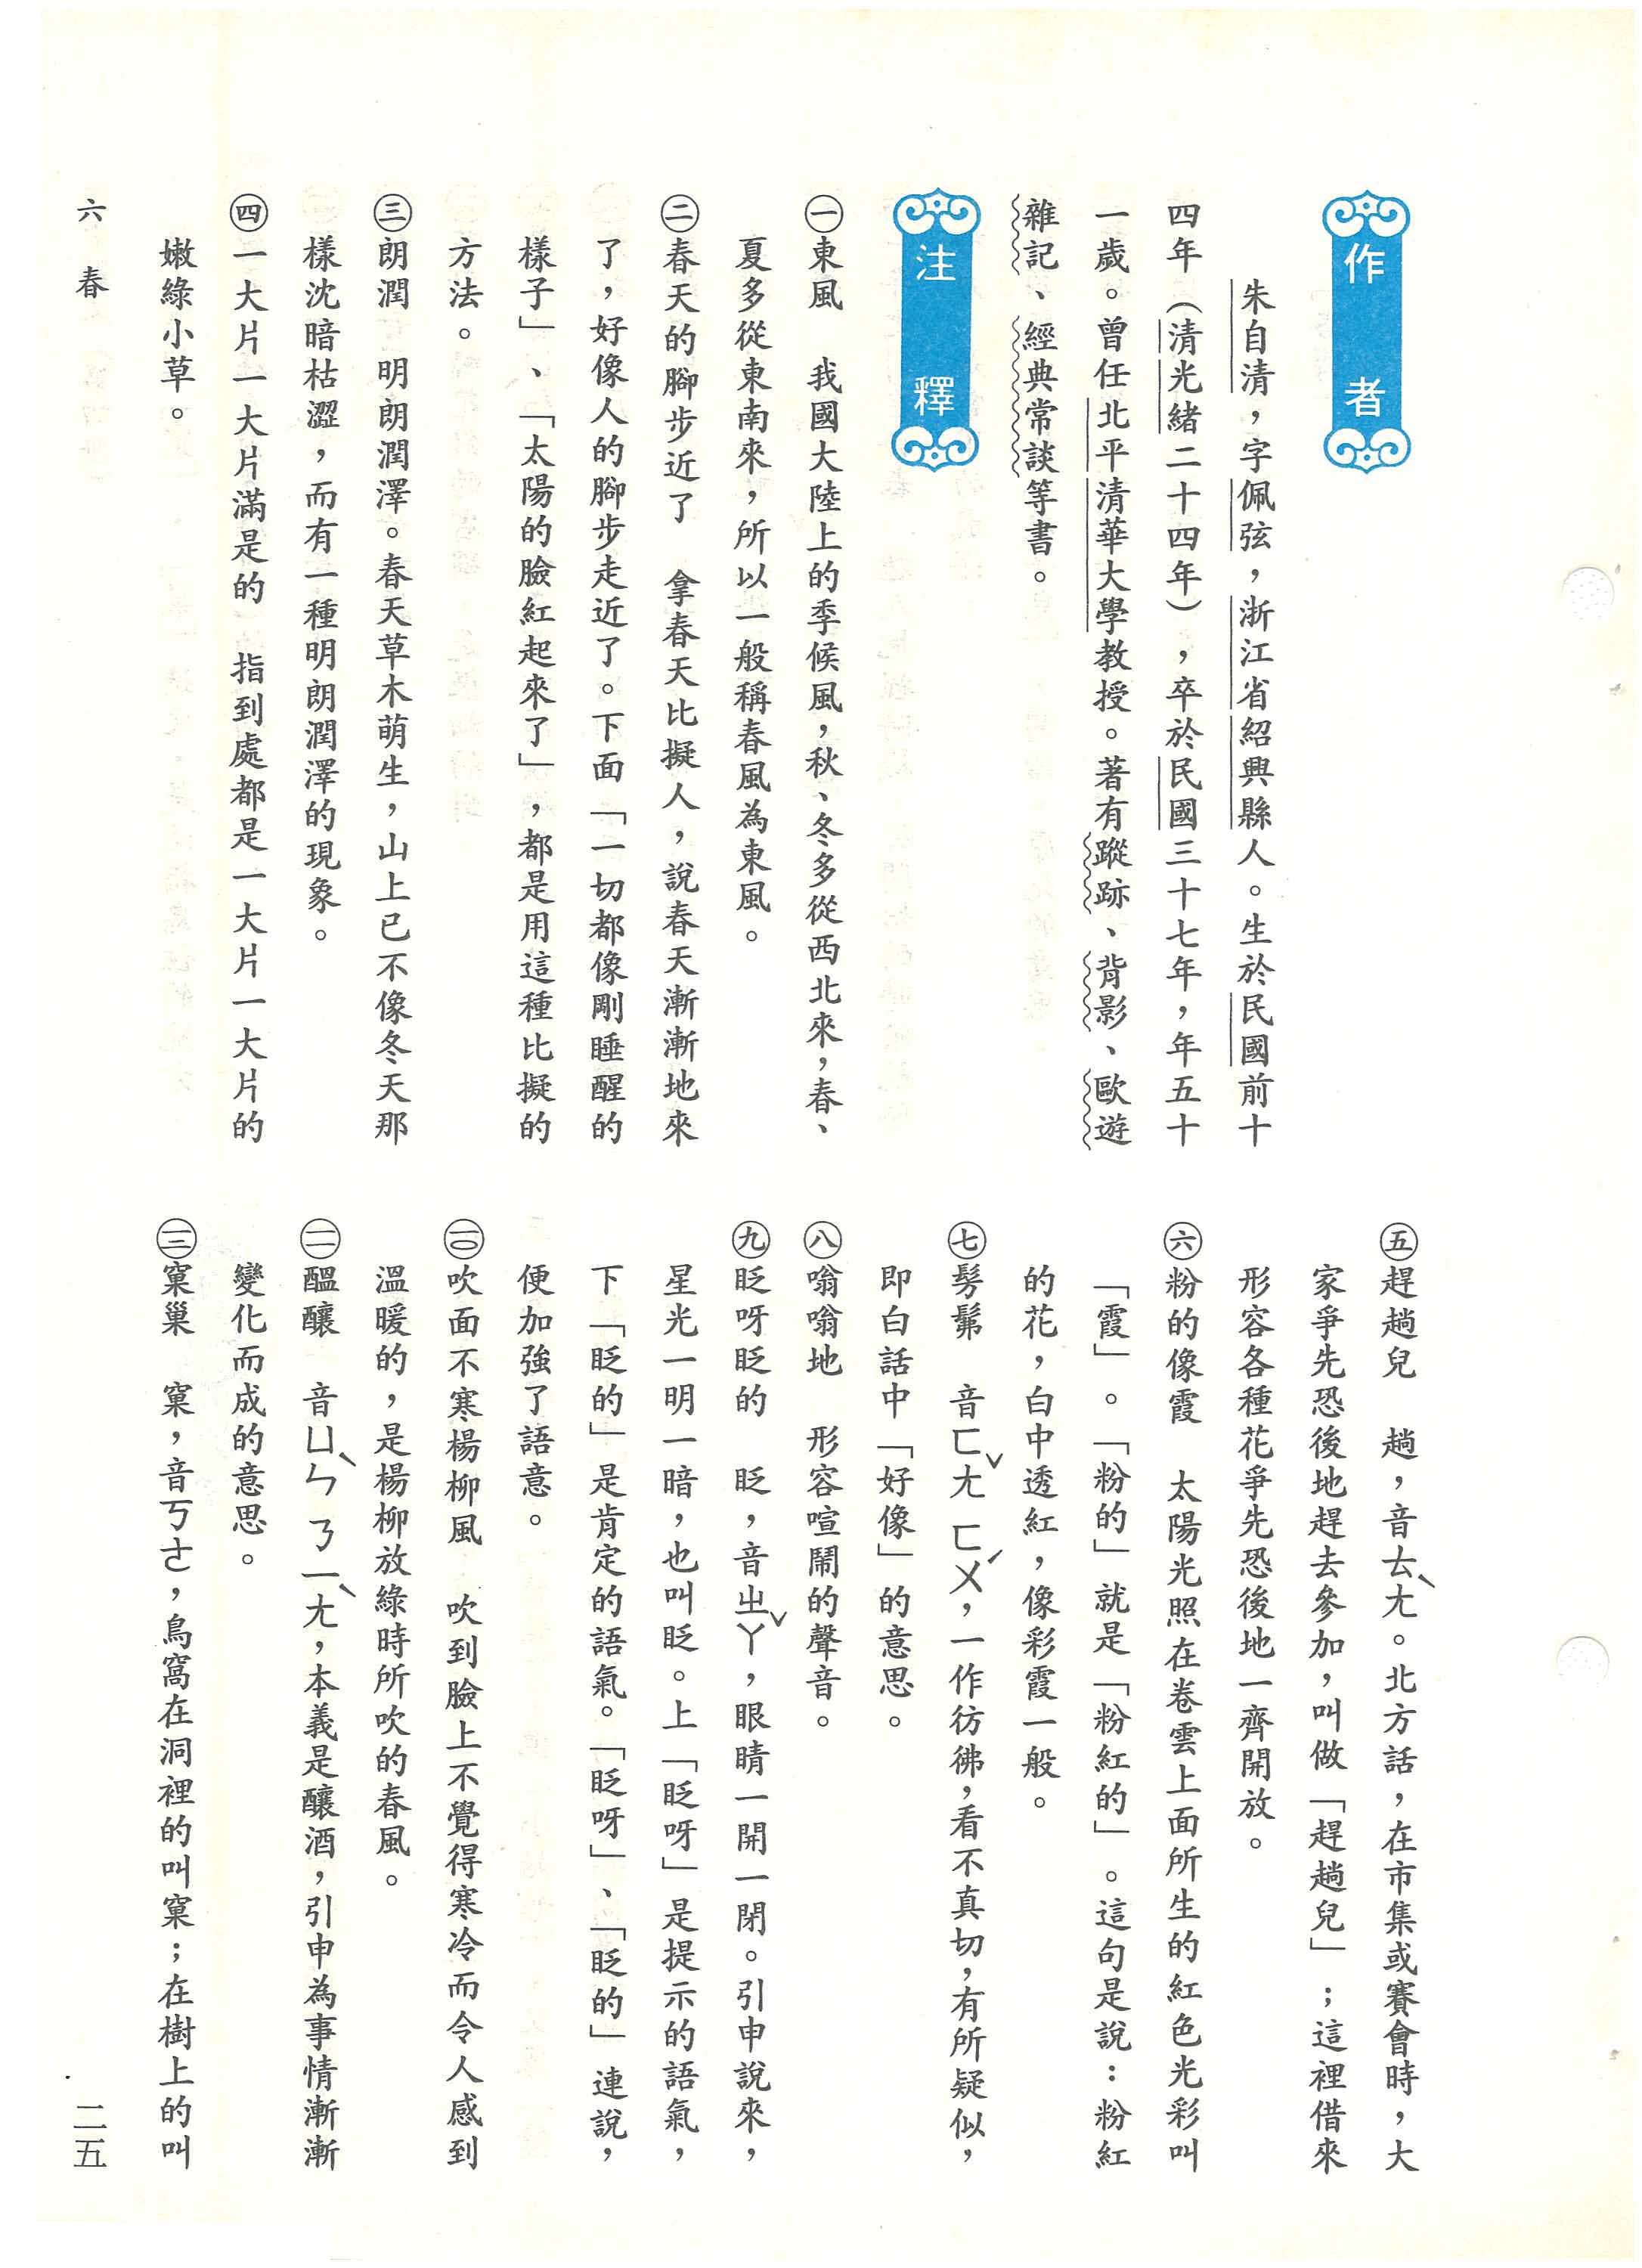 作者
朱自清，字佩弦，浙江省紹興縣人。生於民國前十
四年（清光緒二十四年），卒於民國三十七年，年五十
一歲。曾任北平清華大學教授。著有蹤跡、背影、歐遊
雜記、經典常談等書。
注釋
㊀東風　我國大陸上的季候風，秋、冬多從西北來，春、
夏多從東南來，所以一般稱春風為東風。
㊁春天的腳步近了　拿春天比擬人，說春天漸漸地來
了，好像人的腳步走近了。下面「一切都像剛睡醒的
樣子」、「太陽的臉紅起來了」，都是用這種比擬的
方法。
㊂朗潤　明朗潤澤。春天草木萌生，山上已不像冬天那
樣沈暗枯澀，而有一種明朗潤澤的現象。
㊃一大片一大片滿是的　指到處都是一大片一大片的
嫩綠小草。
㊄趕趟兒　趟，音ㄊㄤˋ。北方話，在市集或賽會時，大
家爭先恐後地趕去參加，叫做「趕趟兒」；這裡借來
形容各種花爭先恐後地一齊開放。
㊅粉的像霞　太陽光照在卷雲上面所生的紅色光彩叫
「霞」。「粉的」就是「粉紅的」。這句是說：粉紅
的花，白中透紅，像彩霞一般。
㊆髣髴　音ㄈㄤˇ ㄈㄨˊ，一作彷彿，看不真切，有所疑似，
即白話中「好像」的意思。
㊇嗡嗡地　形容喧鬧的聲音。
㊈眨呀眨的　眨，音ㄓㄚˇ，眼睛一開一閉。引申說來，
星光一明一暗，也叫眨。上「眨呀」是提示的語氣，
下「眨的」是肯定的語氣。「眨呀」、「眨的」連說，
便加強了語意。
㊀〇吹面不寒楊柳風　吹到臉上不覺得寒冷而令人感到
溫暖的，是楊柳放綠時所吹的春風。
㊀一醞釀　音ㄩㄣˋ ㄋㄧㄤˋ，本義是釀酒，引申為事情漸漸
變化而成的意思。
㊀二窠巢　窠，音ㄎㄜ，鳥窩在洞裡的叫窠；在樹上的叫
六　春
二五